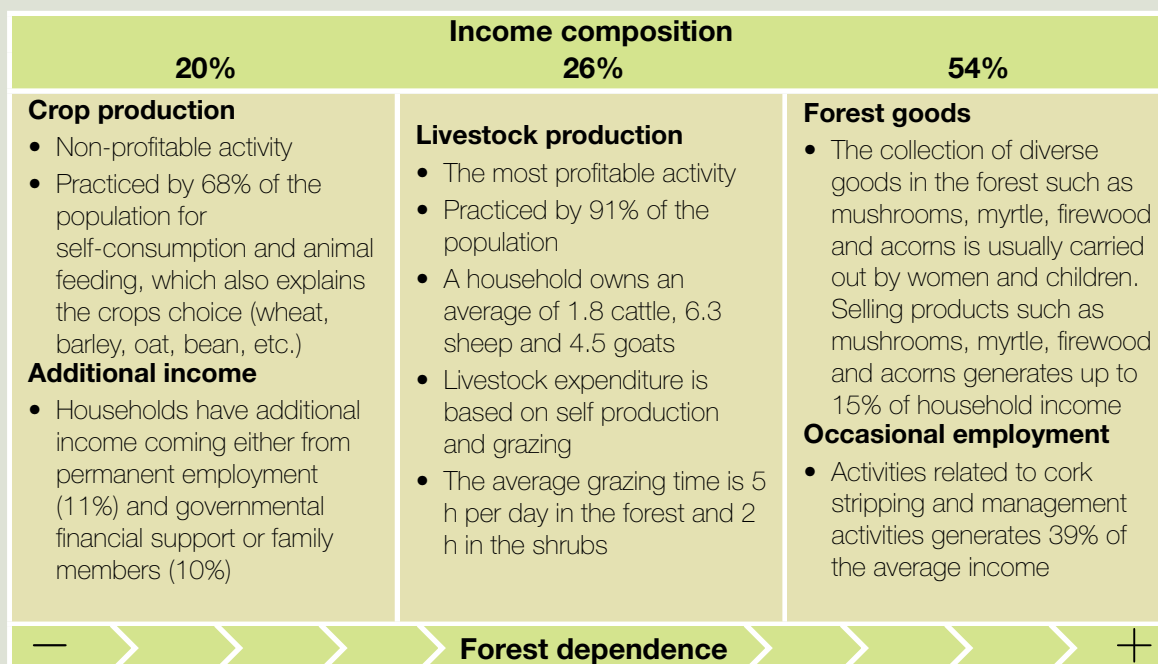 Income composition
20% 26% 54%
Crop production
• Non-profitable activity
• Practiced by 68% of the
population for
self-consumption and animal
feeding, which also explains
the crops choice (wheat,
barley, oat, bean, etc.)
Additional income
• Households have additional
income coming either from
permanent employment
(11%) and governmental
financial support or family
members (10%)
Livestock production
• The most profitable activity
• Practiced by 91% of the
population
• A household owns an
average of 1.8 cattle, 6.3
sheep and 4.5 goats
• Livestock expenditure is
based on self production
and grazing
• The average grazing time is 5
h per day in the forest and 2
h in the shrubs
Forest goods
• The collection of diverse
goods in the forest such as
mushrooms, myrtle, firewood
and acorns is usually carried
out by women and children.
Selling products such as
mushrooms, myrtle, firewood
and acorns generates up to
15% of household income
Occasional employment
• Activities related to cork
stripping and management
activities generates 39% of
the average income
— Forest dependence +